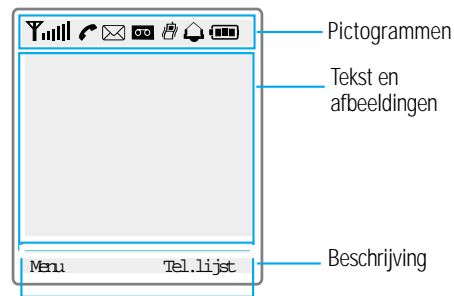 Pictogrammen
Tekst en
afbeeldingen
Menu Tel.lijst
Beschrijving